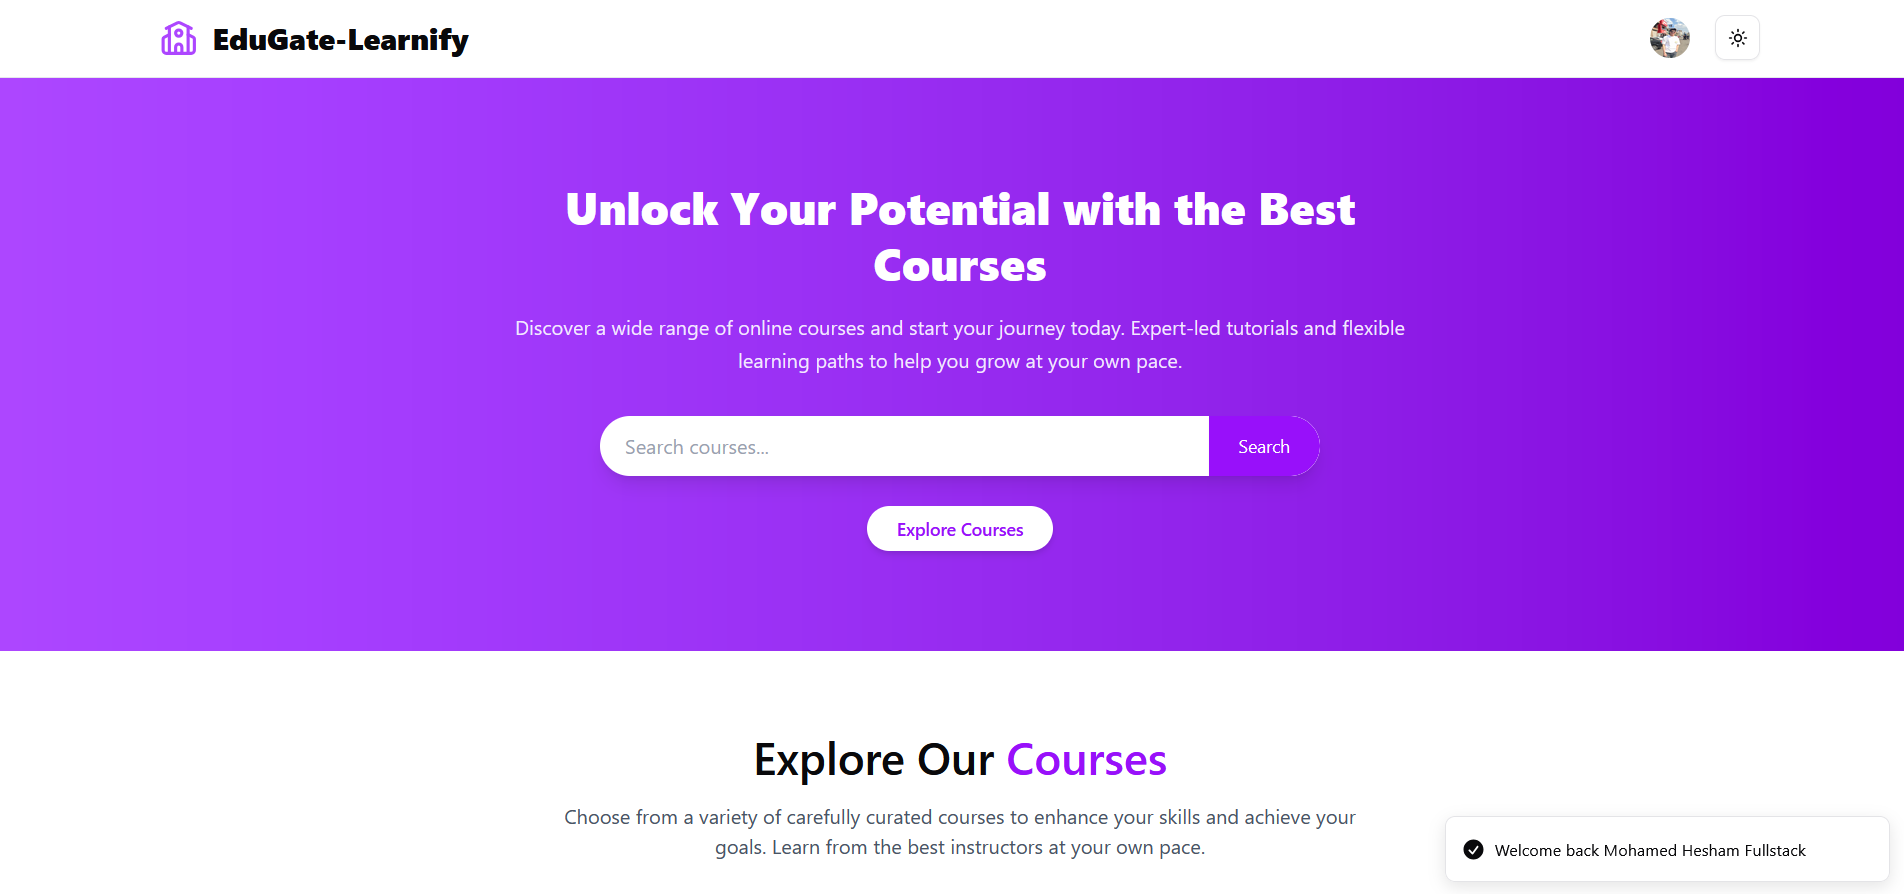 EduGate-Learnify
Unlock Your Potential with the Best
Courses
Discover a wide range of online courses and start your journey today. Expert-led tutorials and flexible
learning paths to help you grow at your own pace.
Search courses...
Search
Explore Courses
Explore Our Courses
Choose from a variety of carefully curated courses to enhance your skills and achieve your
goals. Learn from the best instructors at your own pace.
Welcome back Mohamed Hesham Fullstack